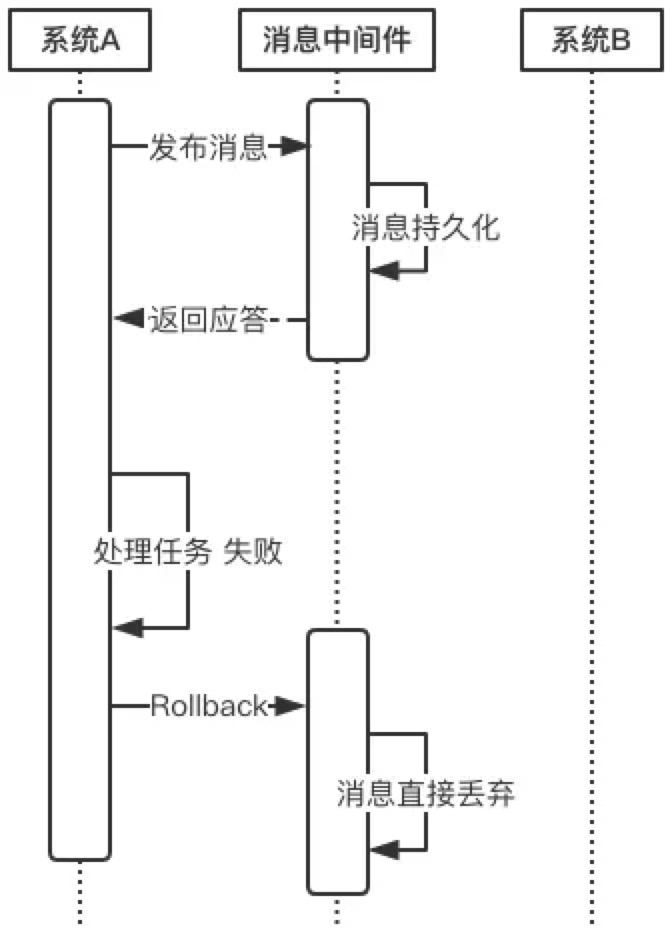 系统A
消息中间件
系统B
发布消息
消息持久化
返回应答
处理任务 失败
Rollback
消息直接丢弃